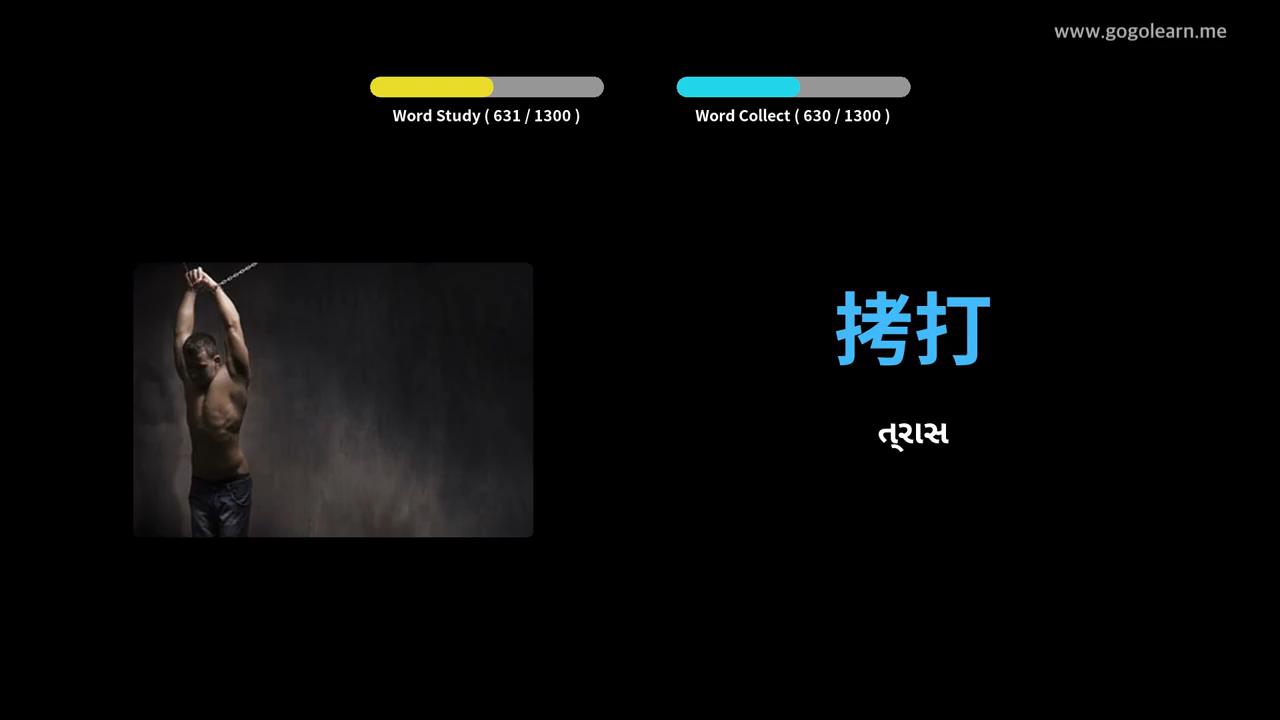 www.gogolearn.me
Word Study ( 631 / 1300 )
Word Collect ( 630 / 1300 )
拷打
ત્રાસ